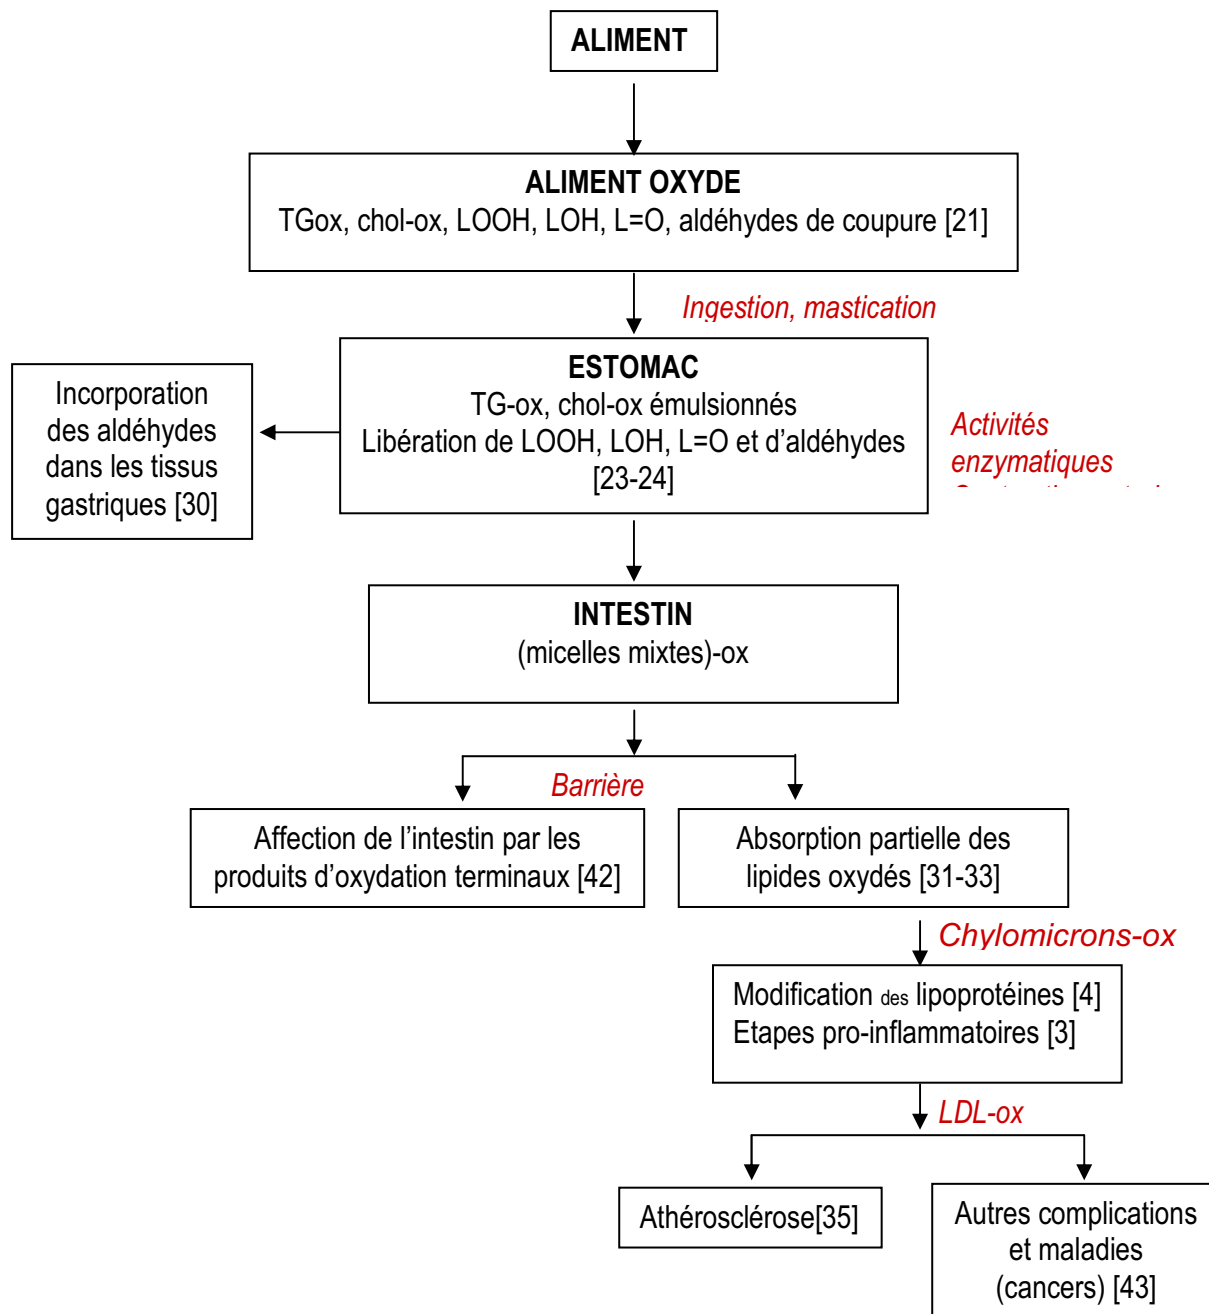 ALIMENT
ALIMENT OXYDE
TGox, chol-ox, LOOH, LOH, L=O, aldéhydes de coupure [21]
Ingestion, mastication
ESTOMAC
TG-ox, chol-ox émulsionnés
Libération de LOOH, LOH, L=O et d’aldéhydes
[23-24]
Incorporation
des aldéhydes
dans les tissus
gastriques [30]
Activités
enzymatiques
INTESTIN
(micelles mixtes)-ox
Barrière
Affection de l’intestin par les
produits d’oxydation terminaux [42]
Absorption partielle des
lipides oxydés [31-33]
Chylomicrons-ox
Modification des lipoprotéines [4]
Etapes pro-inflammatoires [3]
LDL-ox
Athérosclérose[35]
Autres complications
et maladies
(cancers) [43]